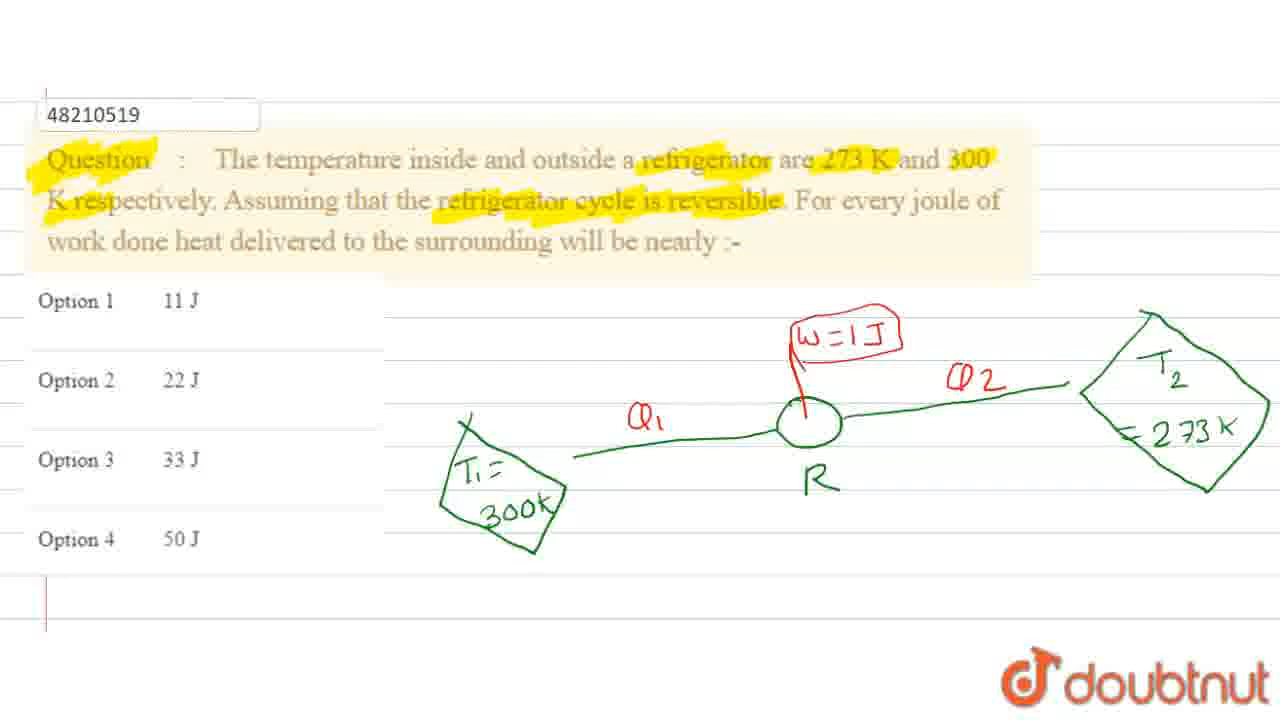 48210519
Question : The temperature inside and outside a refrigerator are 273 K and 300
K respectively. Assuming that the refrigerator cycle is reversible. For every joule of
work done heat delivered to the surrounding will be nearly :-
Option 1 11 J
Option 2 22 J
Option 3 33 J
Option 4 50 J
W=1J
Q1
Q2
T1=
300K
R
T2
=273K
doubtnut